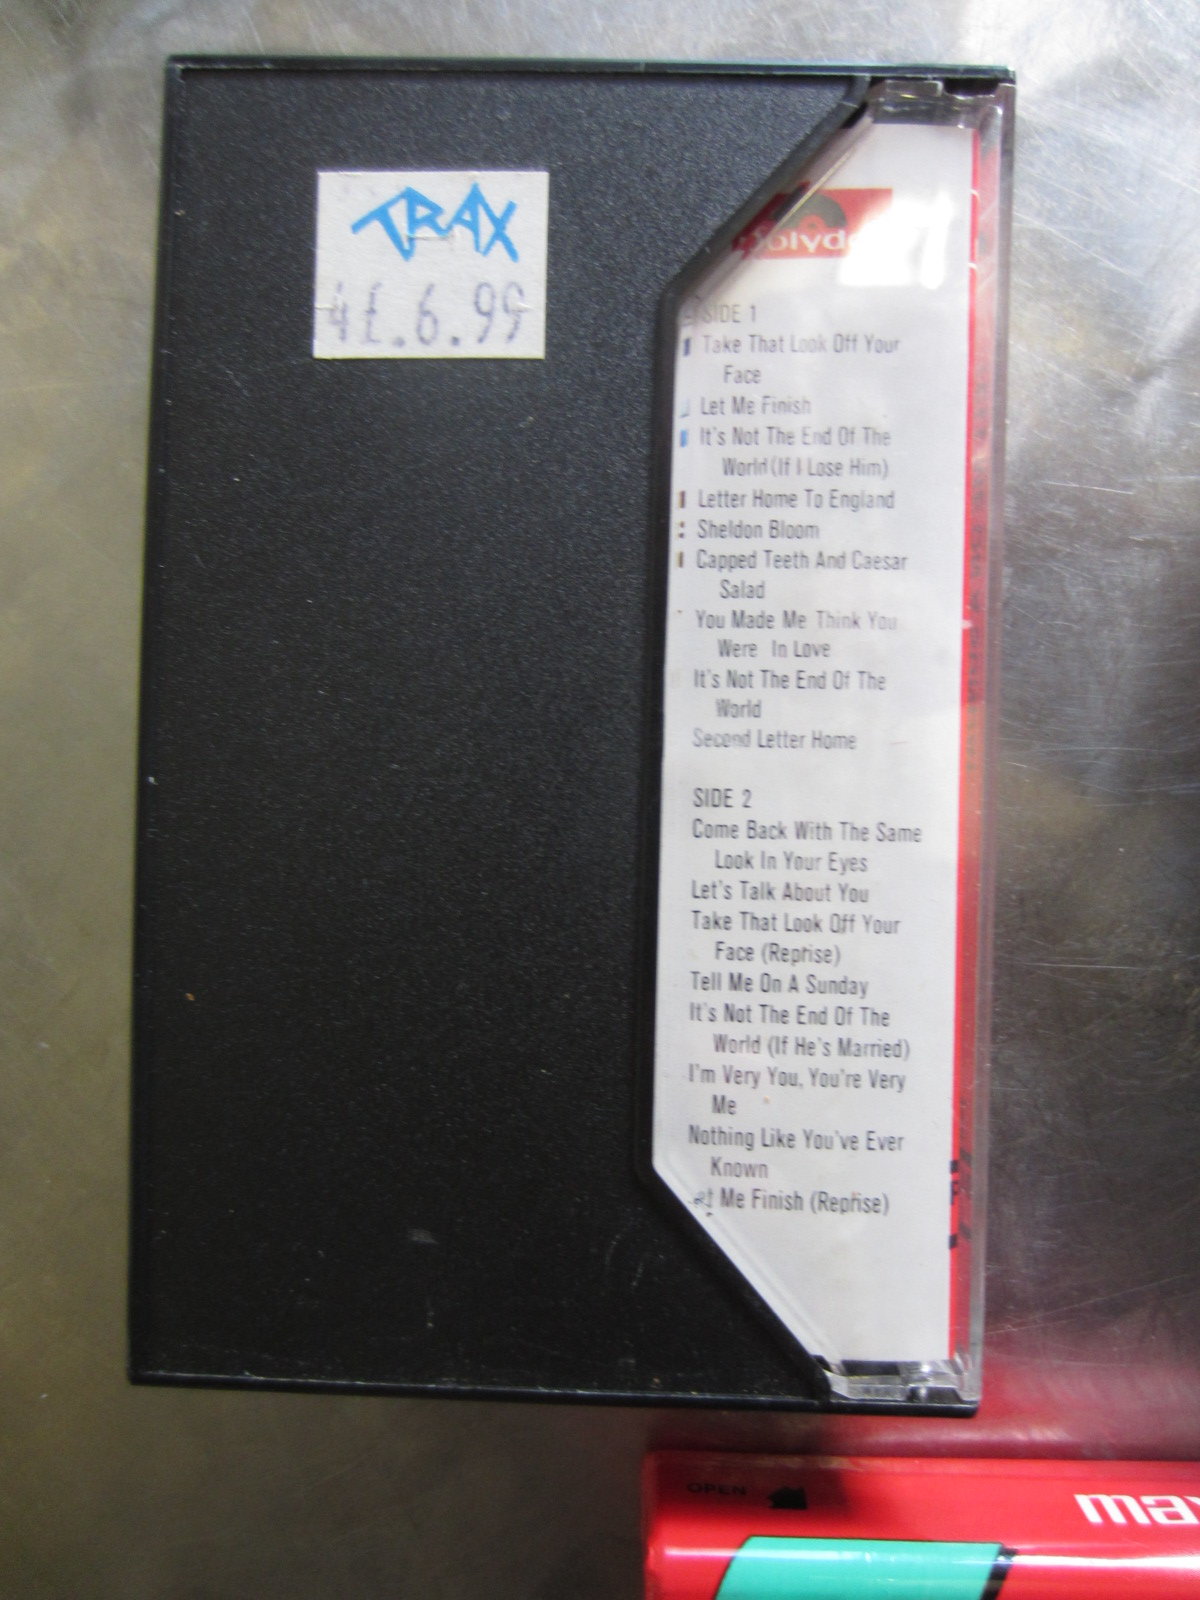 TRAX
4£.6.99
polydo
SIDE 1
Take That Look Off Your
Face
Let Me Finish
It's Not The End Of The
World (If I Lose Him)
Letter Home To England
Sheldon Bloom
Capped Teeth And Caesar
Salad
You Made Me Think You
Were In Love
It's Not The End Of The
World
Second Letter Home
SIDE 2
Come Back With The Same
Look In Your Eyes
Let's Talk About You
Take That Look Off Your
Face (Reprise)
Tell Me On A Sunday
It's Not The End Of The
World (If He's Married)
I'm Very You, You're Very
Me
Nothing Like You've Ever
Known
Let Me Finish (Reprise)
OPEN
max